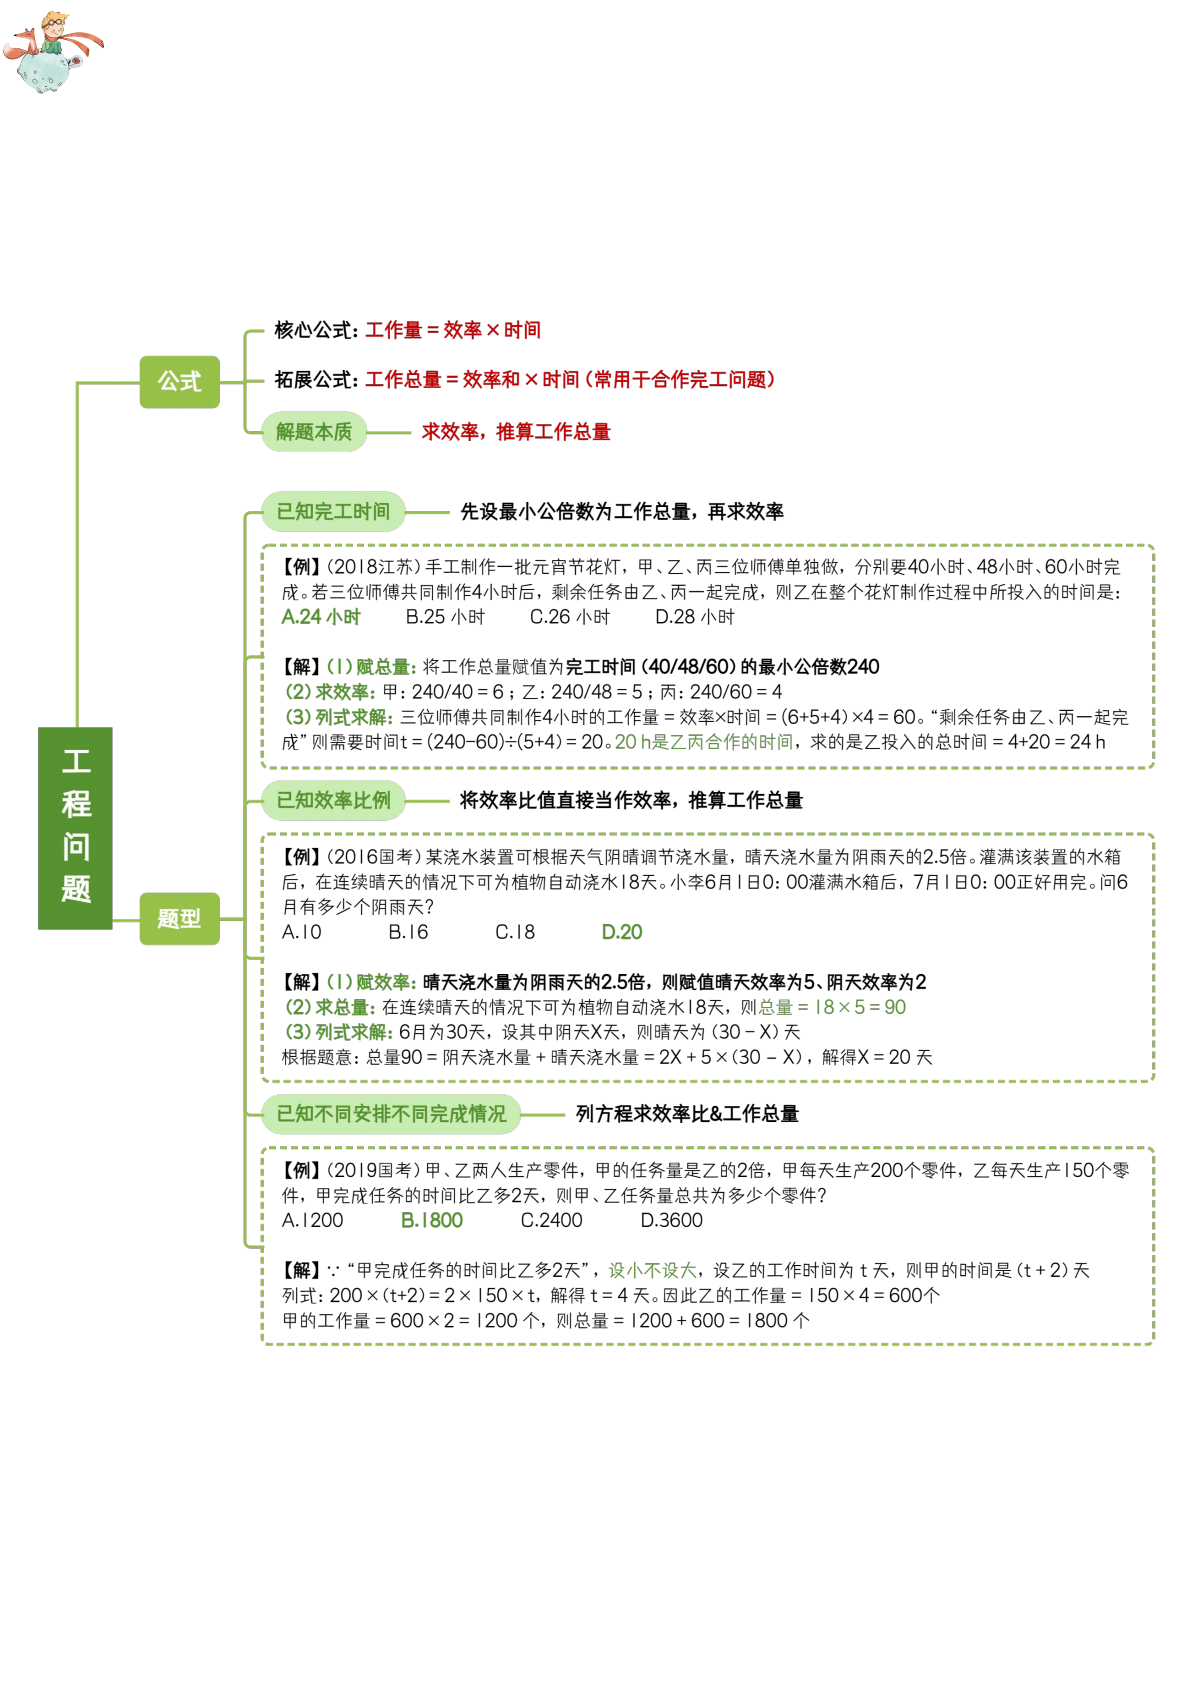 核心公式：工作量 = 效率 × 时间
公式
拓展公式：工作总量 = 效率和 × 时间（常用于合作完工问题）
解题本质
求效率，推算工作总量
已知完工时间
先设最小公倍数为工作总量，再求效率
【例】（2018江苏）手工制作一批元宵节花灯，甲、乙、丙三位师傅单独做，分别要40小时、48小时、60小时完
成。若三位师傅共同制作4小时后，剩余任务由乙、丙一起完成，则乙在整个花灯制作过程中所投入的时间是：
A.24 小时 B.25 小时 C.26 小时 D.28 小时
【解】（1）赋总量：将工作总量赋值为完工时间（40/48/60）的最小公倍数240
（2）求效率：甲：240/40 = 6；乙：240/48 = 5；丙：240/60 = 4
（3）列式求解：三位师傅共同制作4小时的工作量 = 效率×时间 =（6+5+4）×4 = 60。“剩余任务由乙、丙一起完
成”则需要时间t =（240-60）÷（5+4）= 20。20 h是乙丙合作的时间，求的是乙投入的总时间 = 4+20 = 24 h
工程问题
已知效率比例
将效率比值直接当作效率，推算工作总量
【例】（2016国考）某浇水装置可根据天气阴晴调节浇水量，晴天浇水量为阴雨天的2.5倍。灌满该装置的水箱
后，在连续晴天的情况下可为植物自动浇水18天。小李6月1日0：00灌满水箱后，7月1日0：00正好用完。问6
月有多少个阴雨天？
A.10 B.16 C.18 D.20
题型
【解】（1）赋效率：晴天浇水量为阴雨天的2.5倍，则赋值晴天效率为5、阴天效率为2
（2）求总量：在连续晴天的情况下可为植物自动浇水18天，则总量 = 18 × 5 = 90
（3）列式求解：6月为30天，设其中阴天X天，则晴天为（30 - X）天
根据题意：总量90 = 阴天浇水量 + 晴天浇水量 = 2X + 5 ×（30 - X），解得X = 20 天
已知不同安排不同完成情况
列方程求效率比&工作总量
【例】（2019国考）甲、乙两人生产零件，甲的任务量是乙的2倍，甲每天生产200个零件，乙每天生产150个零
件，甲完成任务的时间比乙多2天，则甲、乙任务量总共为多少个零件？
A.1200 B.1800 C.2400 D.3600
【解】∵ “甲完成任务的时间比乙多2天”，设小不设大，设乙的工作时间为 t 天，则甲的时间是（t + 2）天
列式：200 ×（t+2）= 2 × 150 × t，解得 t = 4 天。因此乙的工作量 = 150 × 4 = 600个
甲的工作量 = 600 × 2 = 1200 个，则总量 = 1200 + 600 = 1800 个